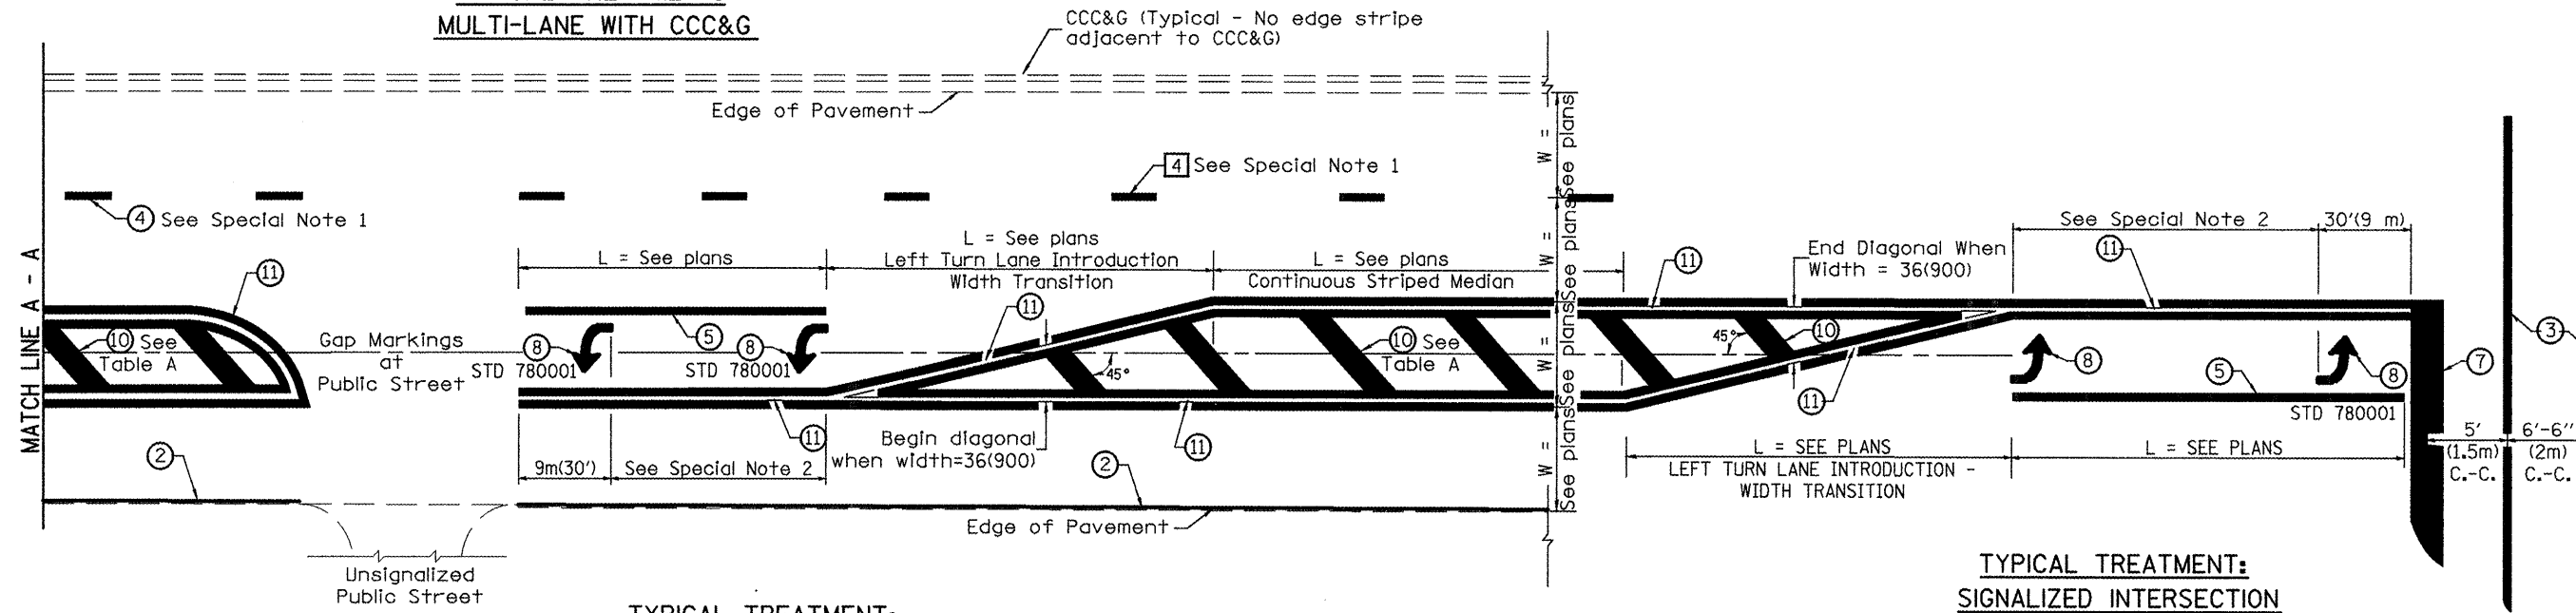 MULTI-LANE WITH CCC&G
CCC&G (Typical - No edge stripe
adjacent to CCC&G)
Edge of Pavement
4 See Special Note 1
4 See Special Note 1
MATCH LINE A - A
11
10 See
Table A
Gap Markings
at
Public Street
2
Unsignalized
Public Street
L = See plans
8
STD 780001
5
8
STD 780001
9m(30')
See Special Note 2
11
L = See plans
Left Turn Lane Introduction
Width Transition
11
45°
Begin diagonal
when width=36(900)
11
2
Edge of Pavement
L = See plans
Continuous Striped Median
10 See
Table A
W =
See plans
W =
See plans
W =
See plans
W =
See plans
11
End Diagonal When
Width = 36(900)
45°
10
11
L = SEE PLANS
LEFT TURN LANE INTRODUCTION -
WIDTH TRANSITION
See Special Note 2
30'(9 m)
11
8
5
8
STD 780001
L = SEE PLANS
7
3
5'
(1.5m)
C.-C.
6'-6"
(2m)
C.-C.
TYPICAL TREATMENT:
SIGNALIZED INTERSECTION
TYPICAL TREATMENT: